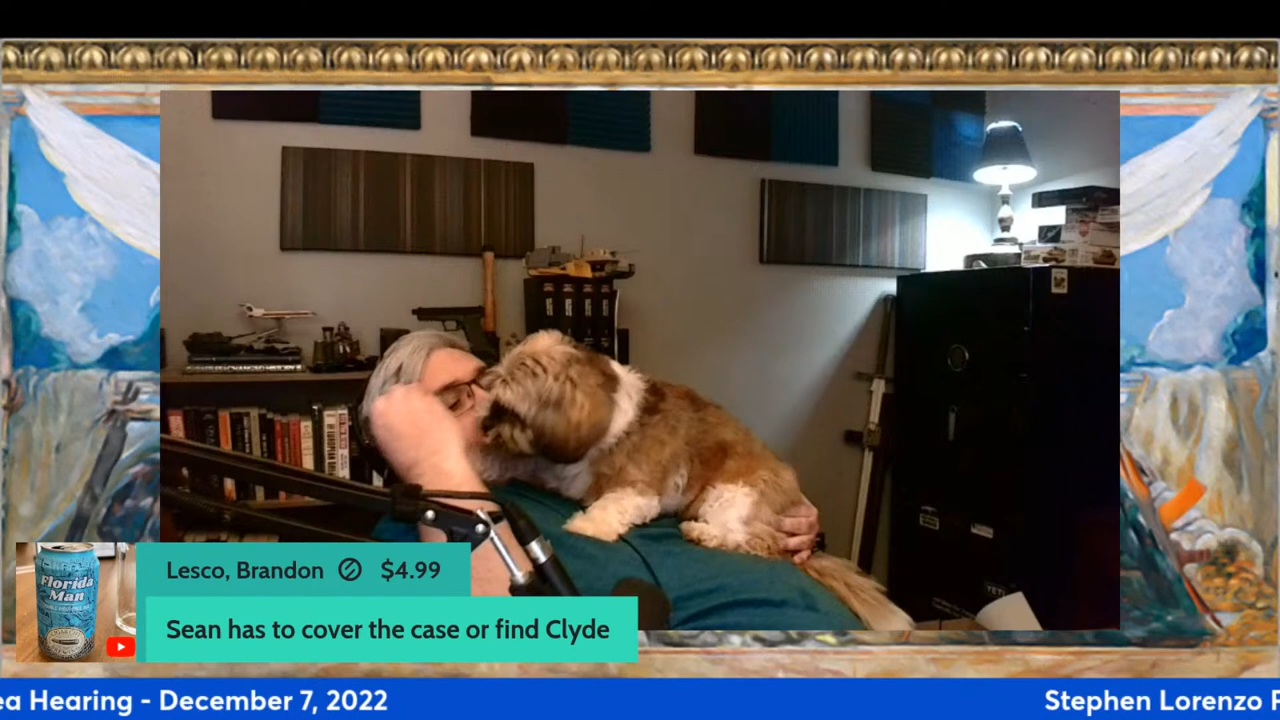 Florida
Man
Lesco, Brandon $4.99
Sean has to cover the case or find Clyde
YETI
ea Hearing - December 7, 2022
Stephen Lorenzo P